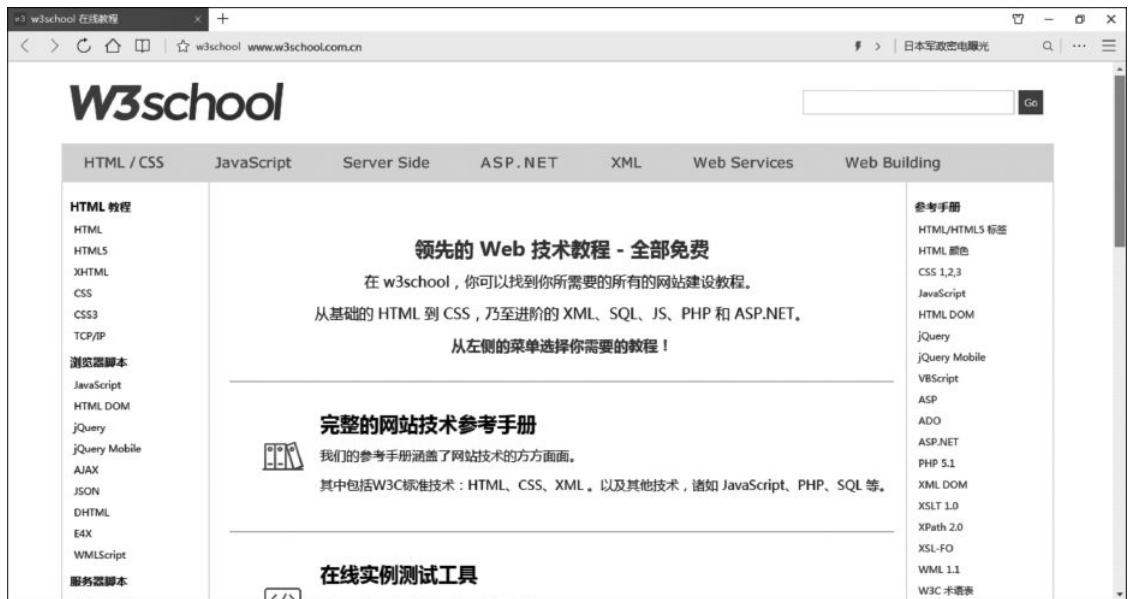 w3school 在线教程
w3school www.w3school.com.cn
日本军政密电曝光
W3school
Go
HTML / CSS JavaScript Server Side ASP.NET XML Web Services Web Building
HTML 教程
HTML
HTML5
XHTML
CSS
CSS3
TCP/IP
浏览器脚本
JavaScript
HTML DOM
jQuery
jQuery Mobile
AJAX
JSON
DHTML
E4X
WMLScript
服务器脚本
领先的 Web 技术教程 - 全部免费
在 w3school，你可以找到你所需要的所有的网站建设教程。
从基础的 HTML 到 CSS，乃至进阶的 XML、SQL、JS、PHP 和 ASP.NET。
从左侧的菜单选择你需要的教程！
完整的网站技术参考手册
我们的参考手册涵盖了网站技术的方方面面。
其中包括W3C标准技术：HTML、CSS、XML 。以及其他技术，诸如 JavaScript、PHP、SQL 等。
在线实例测试工具
参考手册
HTML/HTML5 标签
HTML 颜色
CSS 1,2,3
JavaScript
HTML DOM
jQuery
jQuery Mobile
VBScript
ASP
ADO
ASP.NET
PHP 5.1
XML DOM
XSLT 1.0
XPath 2.0
XSL-FO
WML 1.1
W3C 术语表